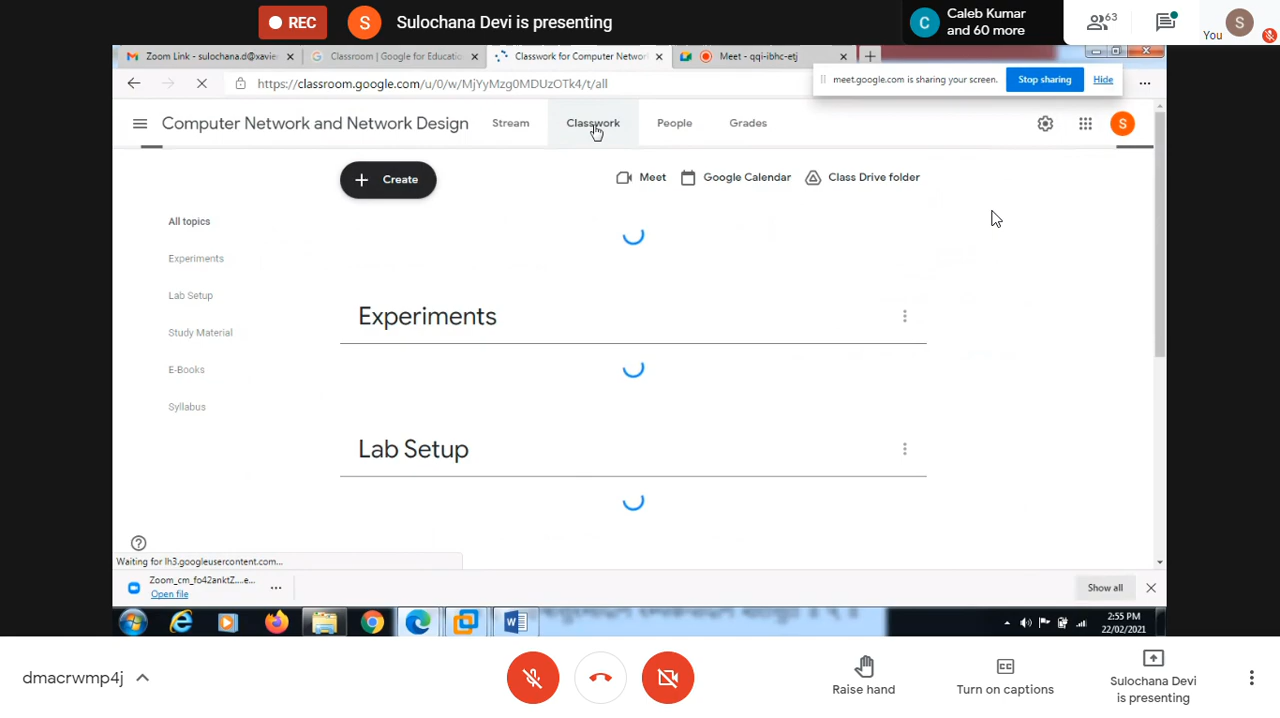 REC
S
Sulochana Devi is presenting
C
Caleb Kumar
and 60 more
63
You
S
Zoom Link - sulochana.d@xavie
Classroom | Google for Educatio
Classwork for Computer Networ
Meet - qqi-ibhc-etj
meet.google.com is sharing your screen.
Stop sharing
Hide
https://classroom.google.com/u/0/w/MjYyMzg0MDUzOTk4/t/all
Computer Network and Network Design
Stream
Classwork
People
Grades
S
Create
Meet
Google Calendar
Class Drive folder
All topics
Experiments
Lab Setup
Study Material
E-Books
Syllabus
Experiments
Lab Setup
Waiting for lh3.googleusercontent.com...
Zoom_cm_fo42anktZ....e...
Open file
Show all
2:55 PM
22/02/2021
dmacrwmp4j
Raise hand
Turn on captions
Sulochana Devi
is presenting